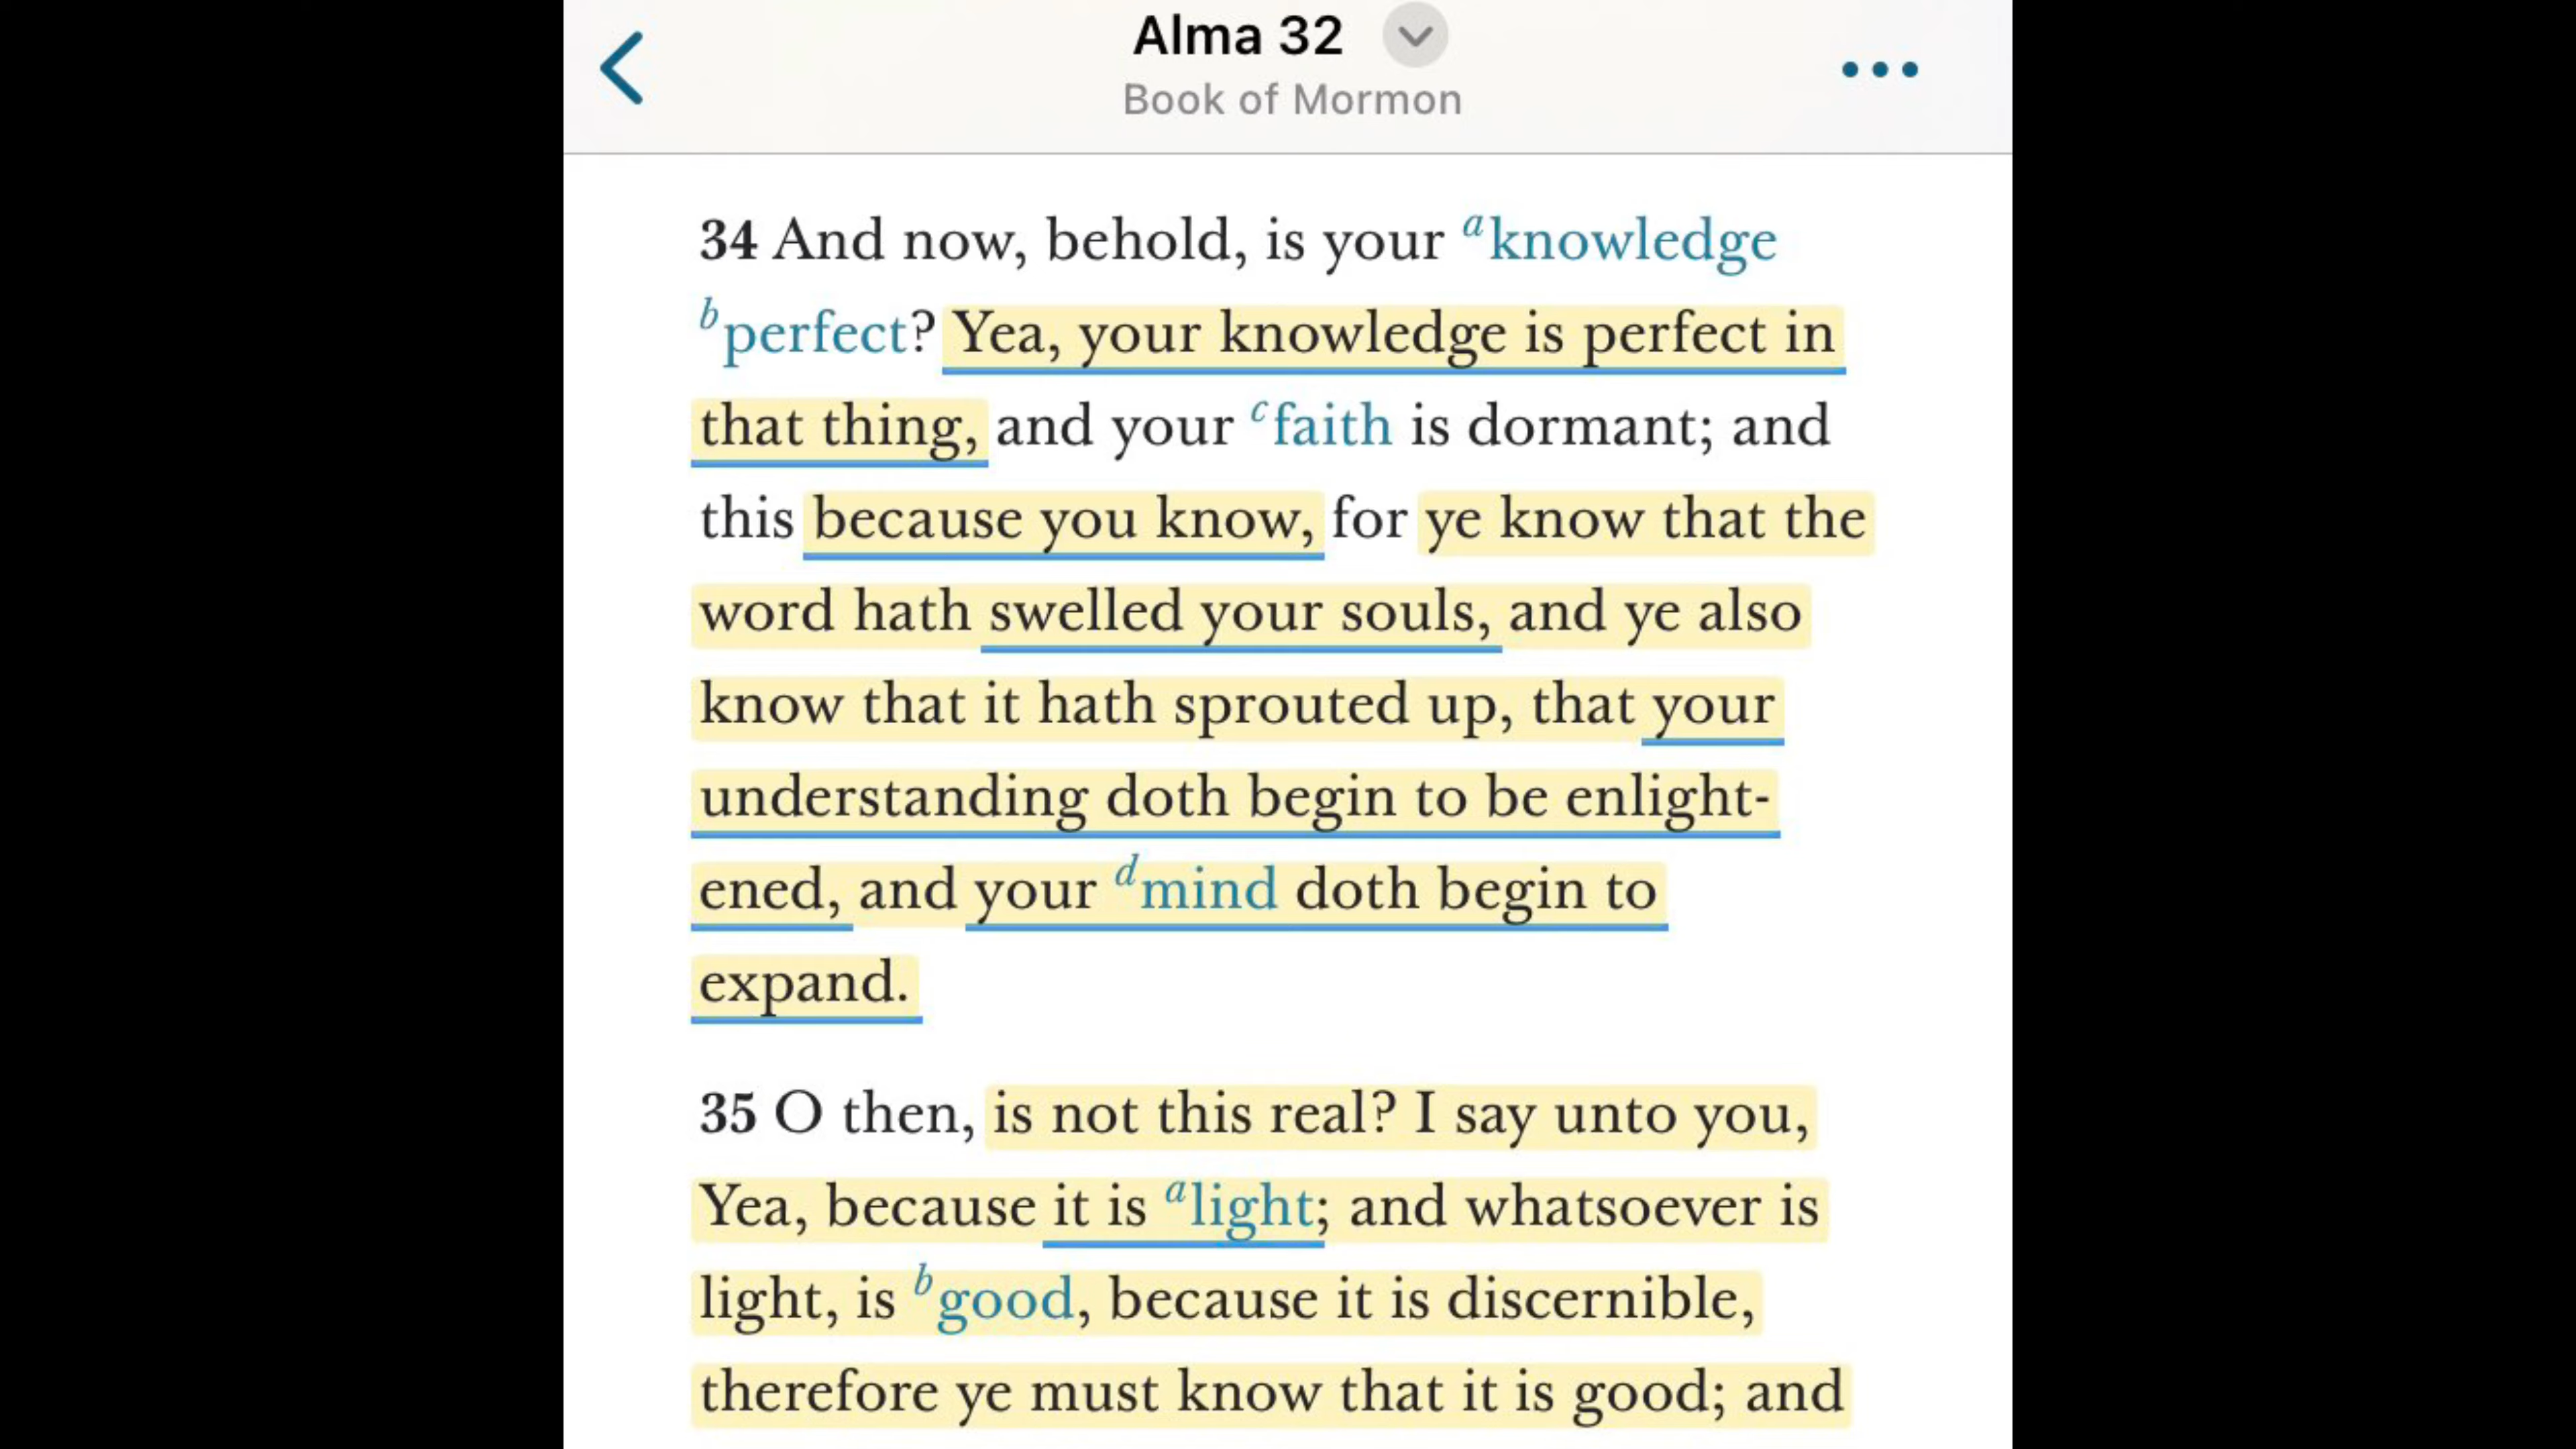 Alma 32
Book of Mormon
34 And now, behold, is your a knowledge
b perfect? Yea, your knowledge is perfect in
that thing, and your c faith is dormant; and
this because you know, for ye know that the
word hath swelled your souls, and ye also
know that it hath sprouted up, that your
understanding doth begin to be enlight-
ened, and your d mind doth begin to
expand.
35 O then, is not this real? I say unto you,
Yea, because it is a light; and whatsoever is
light, is b good, because it is discernible,
therefore ye must know that it is good; and